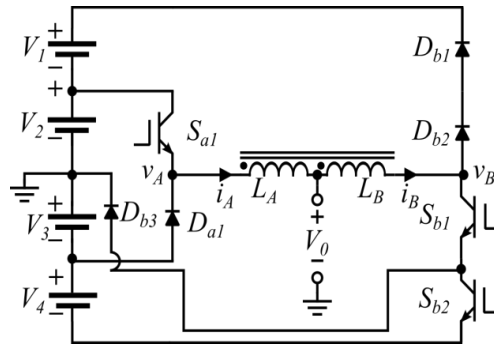 +
V1
−
Db1
+
V2
−
Sa1
Db2
vA
iA
LA
LB
iB
vB
+
V3
−
Db3
Da1
+
V0
−
Sb1
+
V4
−
Sb2